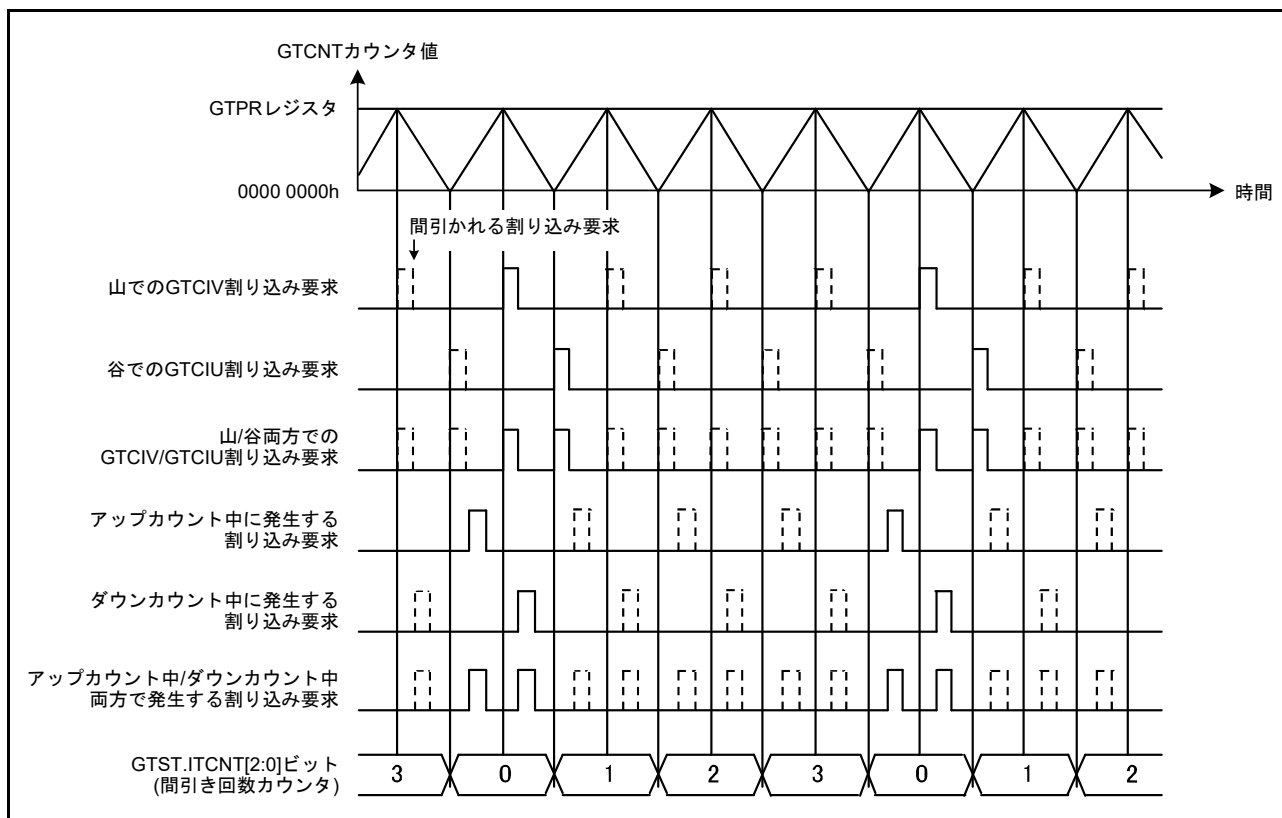 GTCNTカウンタ値
GTPRレジスタ
0000 0000h
時間
間引かれる割り込み要求
山でのGTCIV割り込み要求
谷でのGTCIU割り込み要求
山/谷両方での
GTCIV/GTCIU割り込み要求
アップカウント中に発生する
割り込み要求
ダウンカウント中に発生する
割り込み要求
アップカウント中/ダウンカウント中
両方で発生する割り込み要求
GTST.ITCNT[2:0]ビット
(間引き回数カウンタ)
3 0 1 2 3 0 1 2